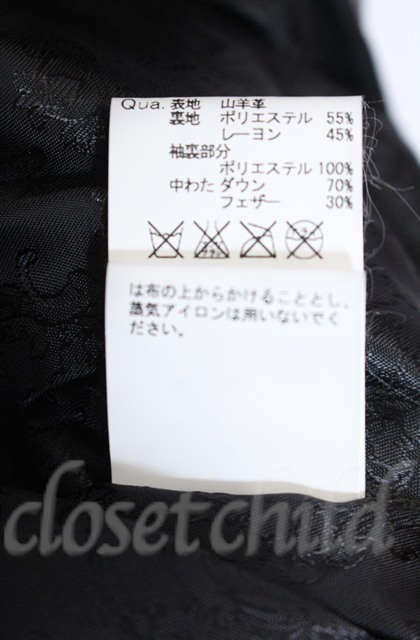 Qua. 表地 山羊革
裏地 ポリエステル 55%
レーヨン 45%
袖裏部分
ポリエステル 100%
中わた ダウン 70%
フェザー 30%
は布の上からかけることとし、
蒸気アイロンは用いないでく
ださい。
closetchild